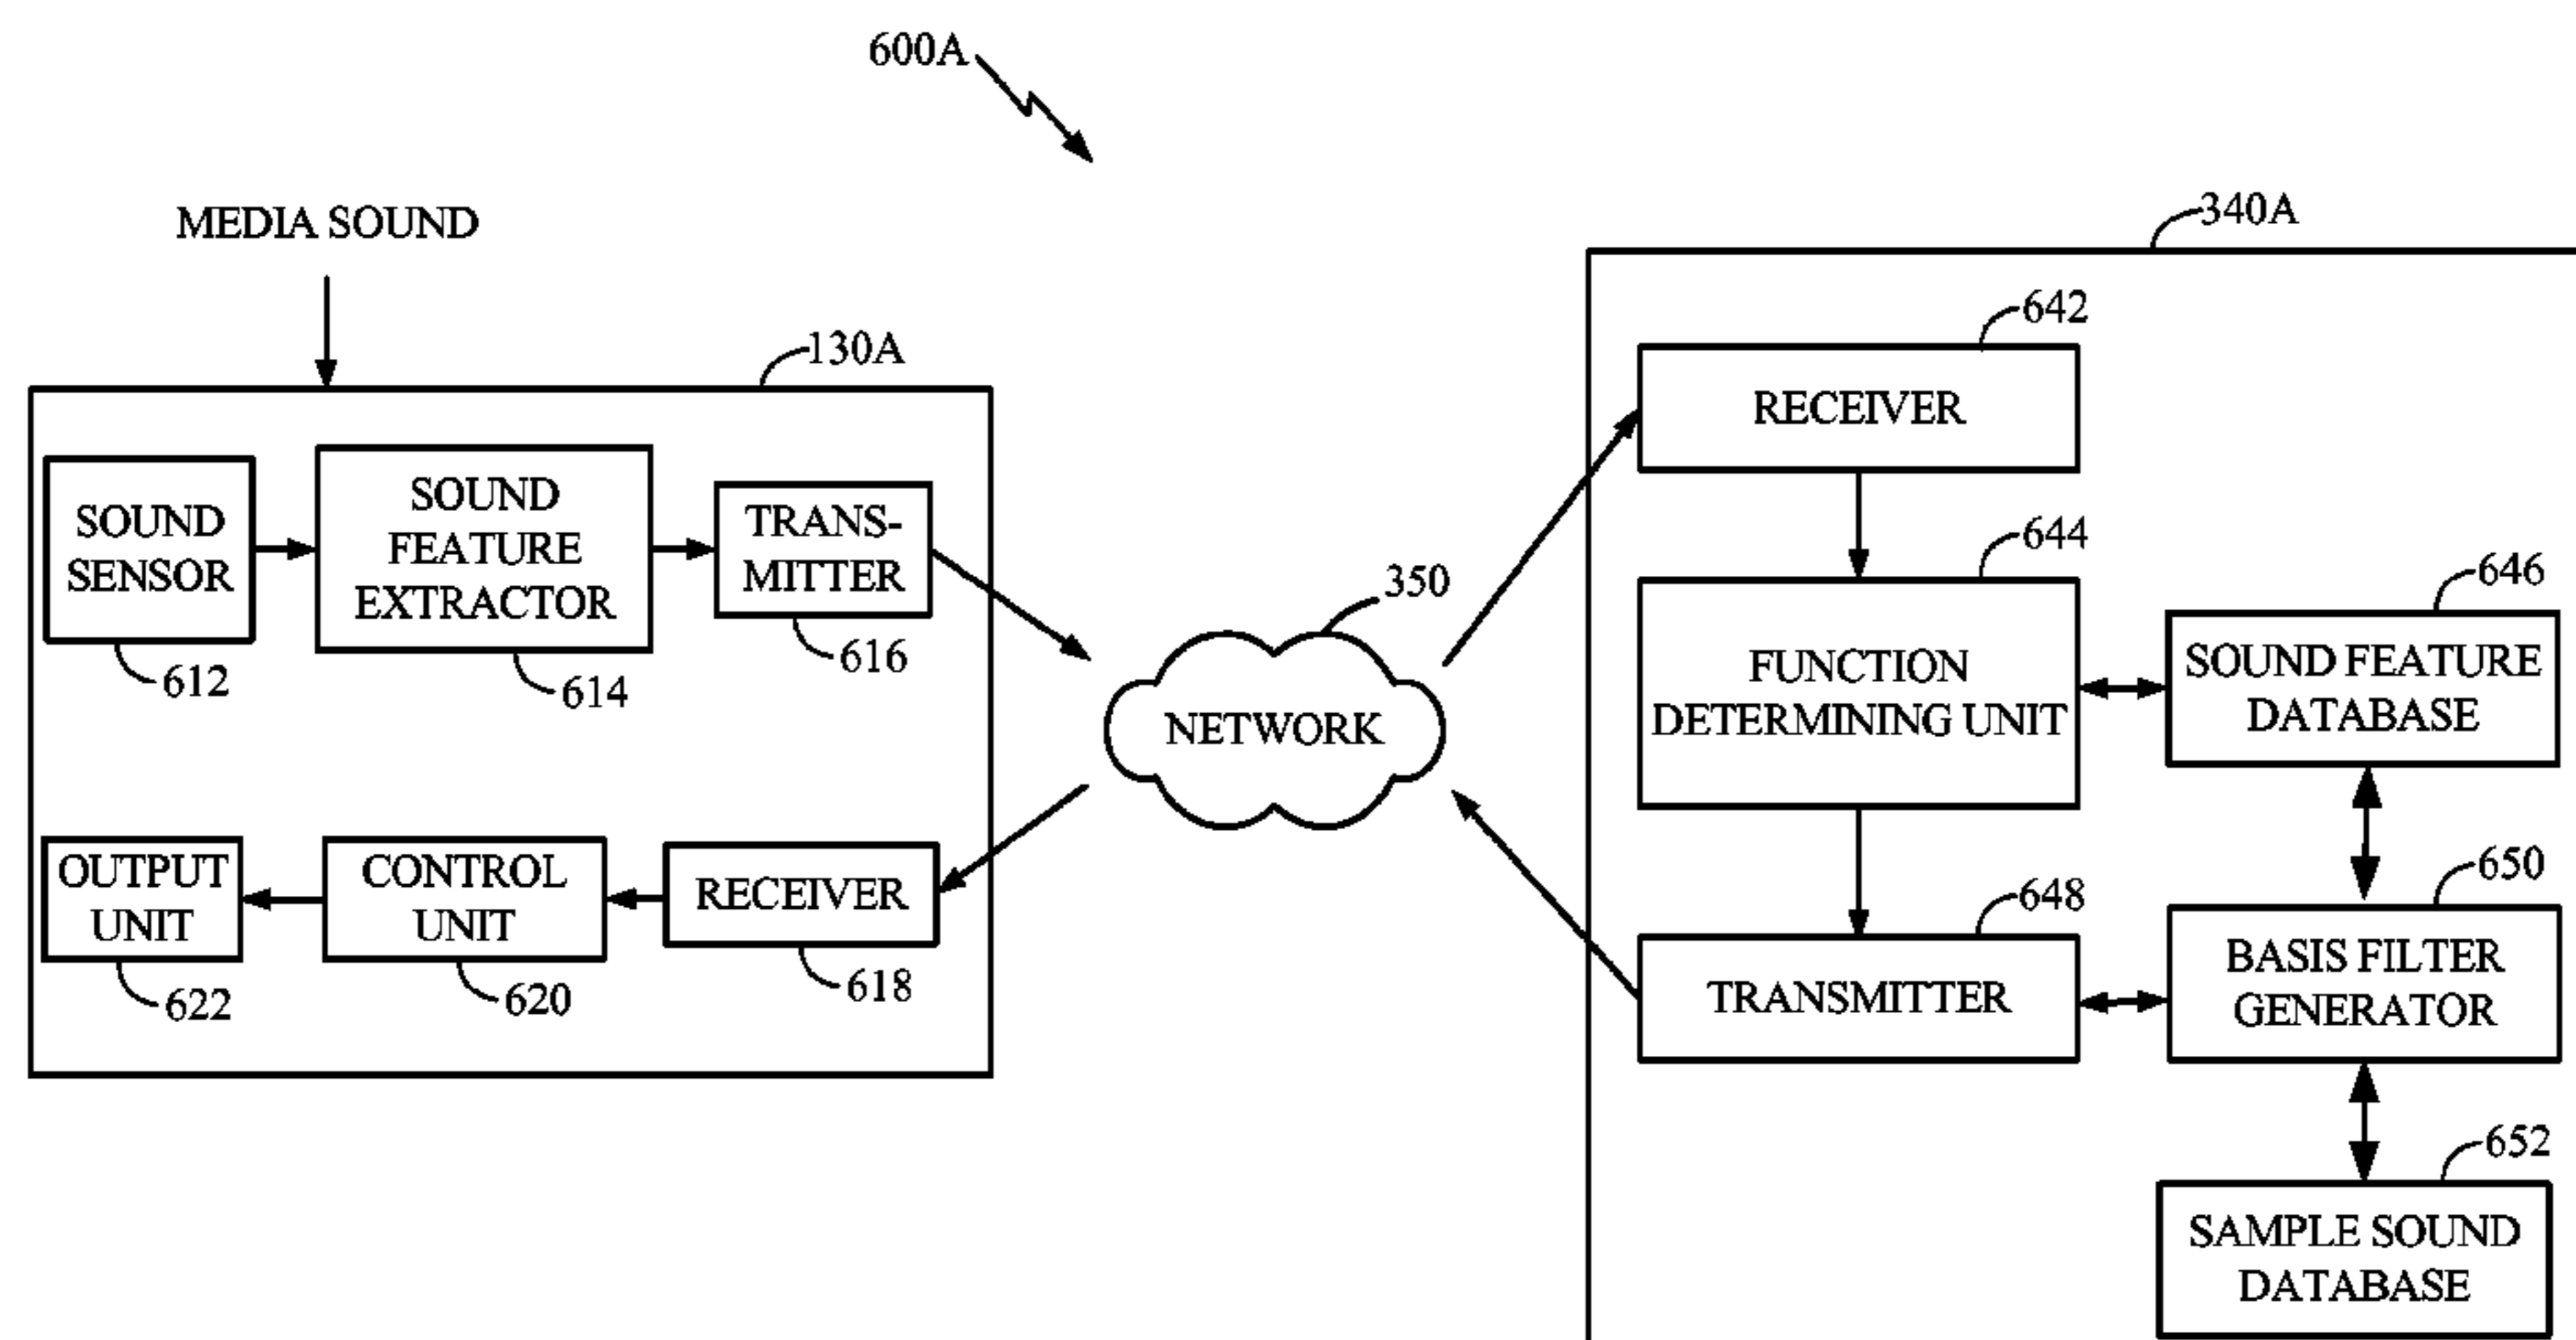 600A
MEDIA SOUND
340A
130A
642
RECEIVER
SOUND
SENSOR
612
SOUND
FEATURE
EXTRACTOR
614
TRANS-
MITTER
616
644
FUNCTION
DETERMINING UNIT
646
SOUND FEATURE
DATABASE
350
NETWORK
OUTPUT
UNIT
622
CONTROL
UNIT
620
RECEIVER
618
648
TRANSMITTER
650
BASIS FILTER
GENERATOR
652
SAMPLE SOUND
DATABASE